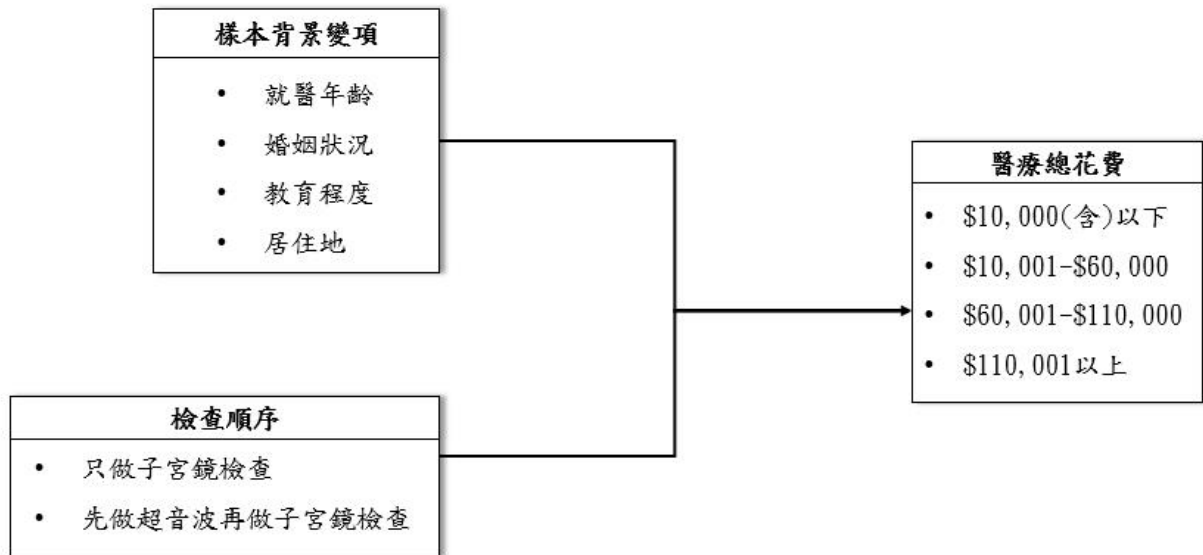 樣本背景變項
• 就醫年齡
• 婚姻狀況
• 教育程度
• 居住地
檢查順序
• 只做子宮鏡檢查
• 先做超音波再做子宮鏡檢查
醫療總花費
• $10,000(含)以下
• $10,001-$60,000
• $60,001-$110,000
• $110,001以上